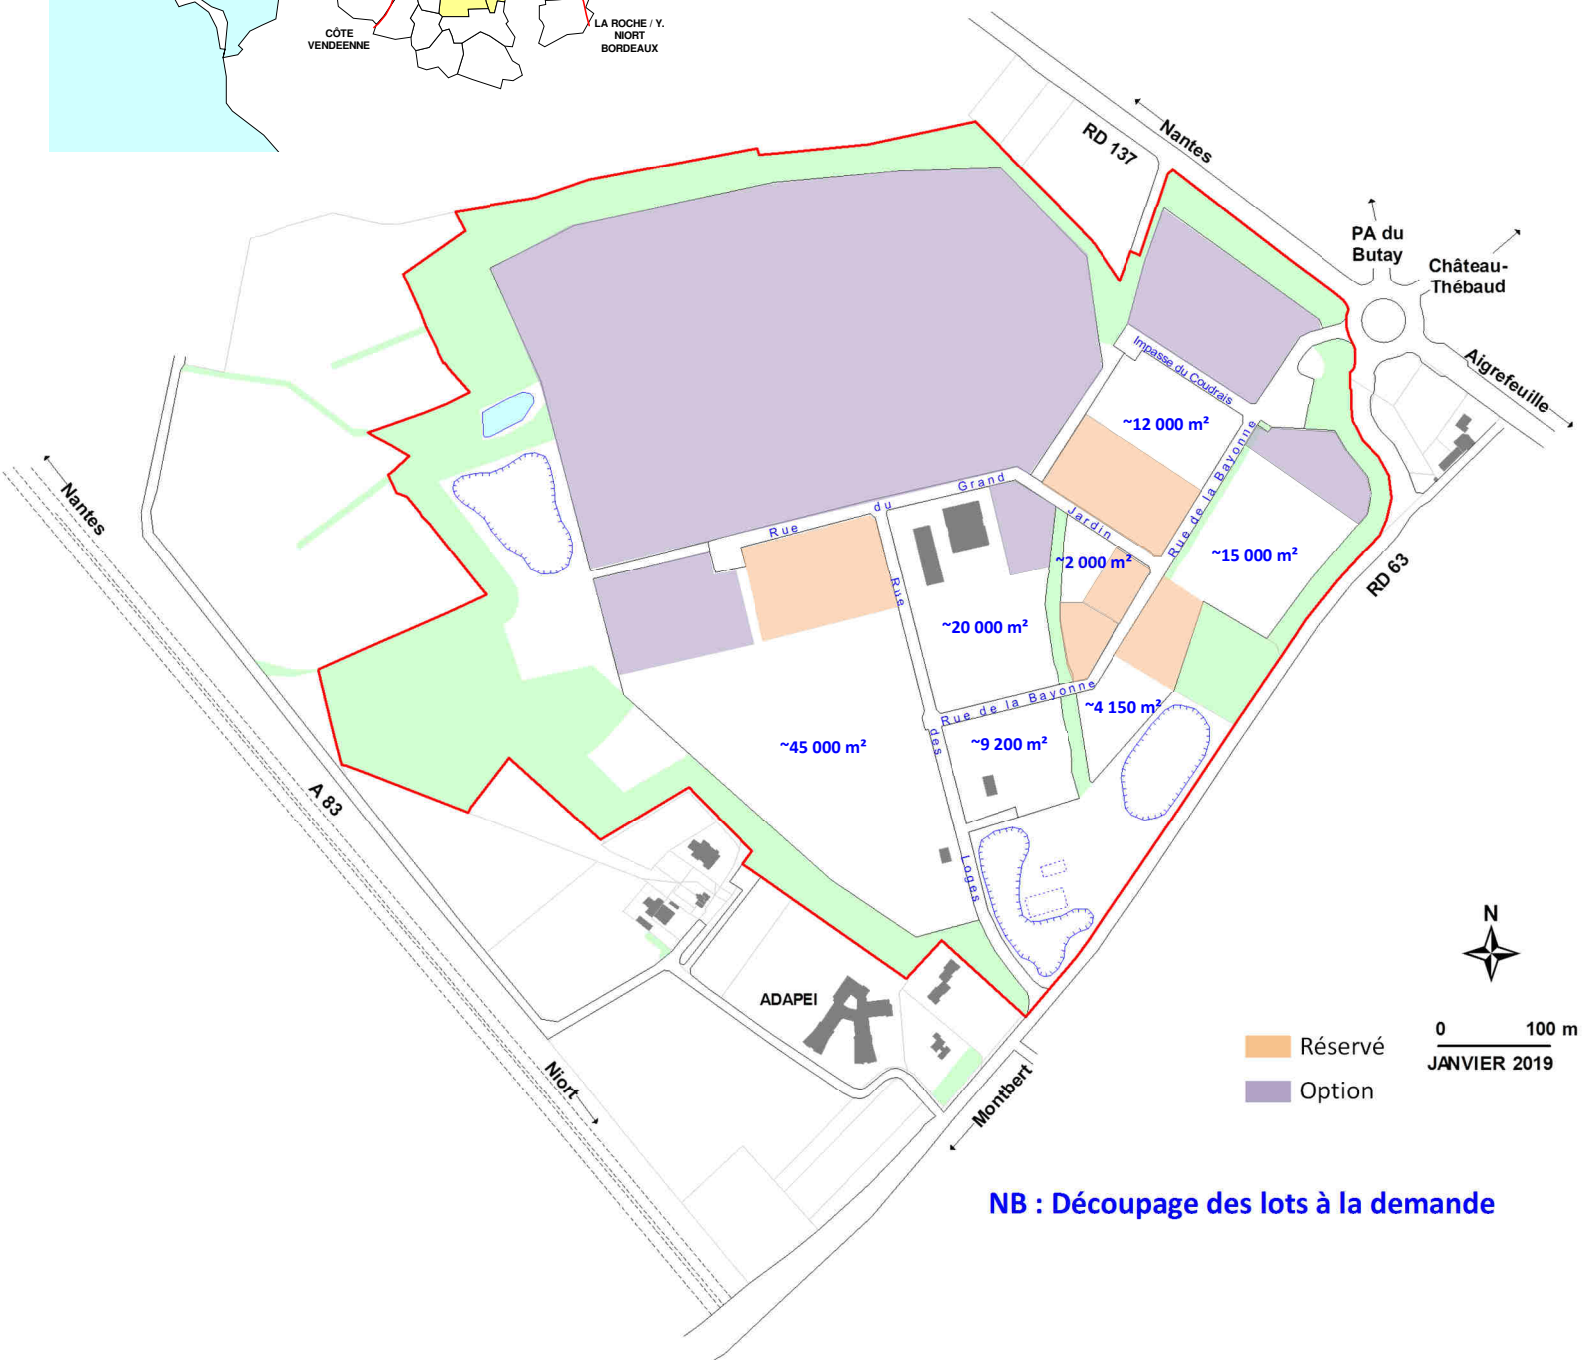 CÔTE
VENDEENNE
LA ROCHE / Y.
NIORT
BORDEAUX
Nantes
RD 137
PA du
Butay
Château-
Thébaud
Aigrefeuille
Impasse du Coudrais
~12 000 m²
Rue de la Bayonne
Rue du Grand Jardin
~2 000 m²
~15 000 m²
RD 63
Nantes
~20 000 m²
Rue de la Bayonne
~4 150 m²
~45 000 m²
~9 200 m²
Rue des Loges
A 83
ADAPEI
N
0 100 m
JANVIER 2019
Réservé
Option
Niort
Montbert
NB : Découpage des lots à la demande